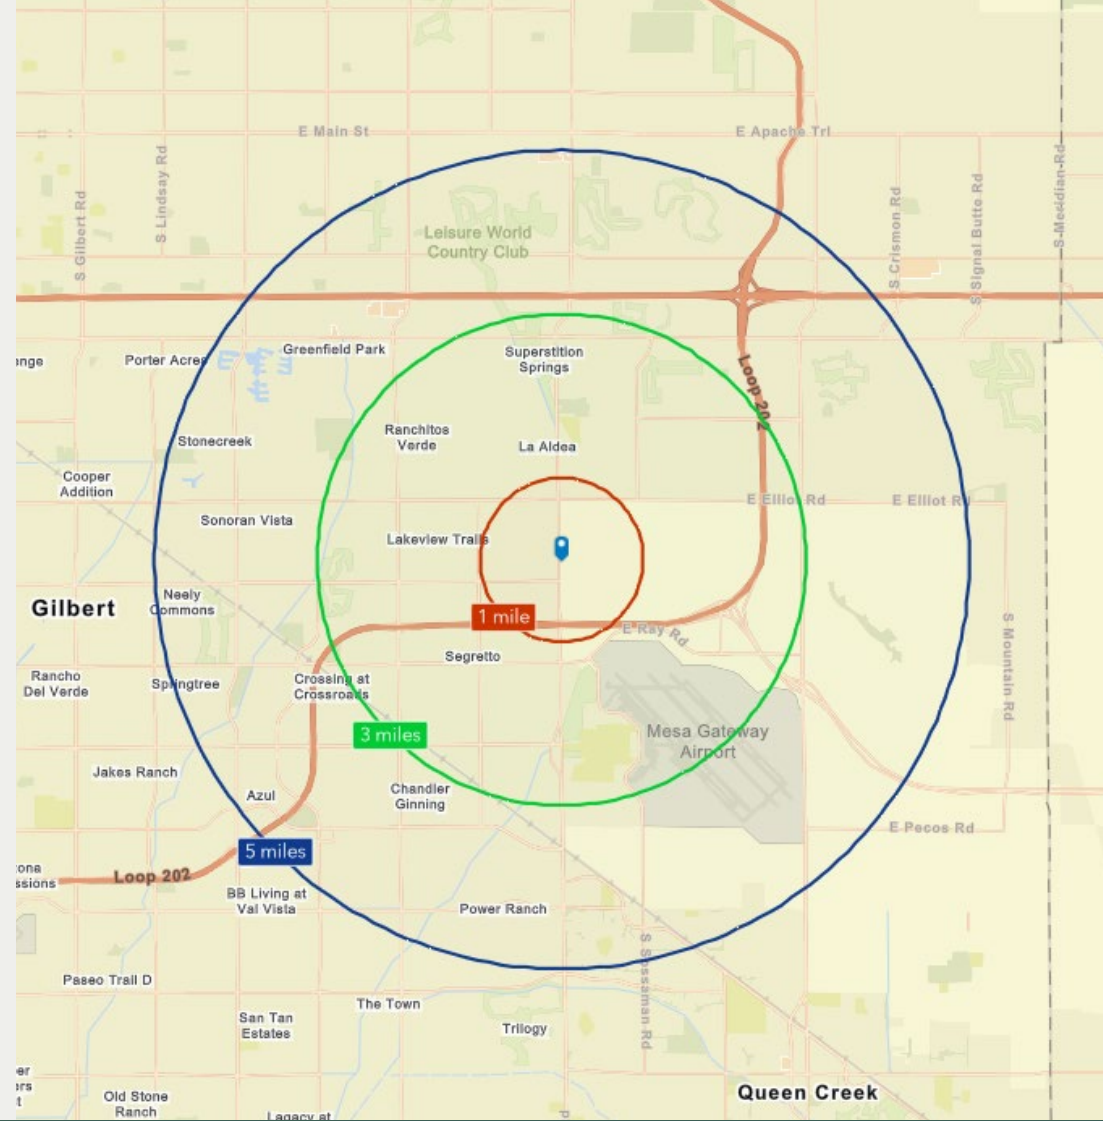 E Main St
E Apache Trl
S Gilbert Rd
S Lindsay Rd
S Crismon Rd
S Signal Butte Rd
S Meridian Rd
Leisure World
Country Club
Greenfield Park
Superstition
Springs
Porter Acres
Loop 202
Ranchitos
Verde
Stonecreek
La Aldea
Cooper
Addition
E Elliot Rd
E Elliot Rd
Sonoran Vista
Lakeview Trails
Gilbert
Neely
Commons
1 mile
E Ray Rd
S Mountain Rd
Segretto
Rancho
Del Verde
Springtree
Crossing at
Crossroads
3 miles
Mesa Gateway
Airport
Jakes Ranch
Azul
Chandler
Ginning
E Pecos Rd
5 miles
Loop 202
ssions
BB Living at
Val Vista
Power Ranch
S Sossaman Rd
Paseo Trail D
The Town
San Tan
Estates
Trilogy
Queen Creek
Old Stone
Ranch
Legacy at